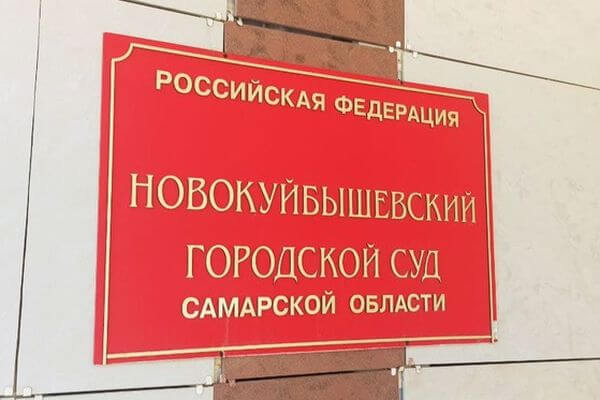 РОССИЙСКАЯ ФЕДЕРАЦИЯ
НОВОКУЙБЫШЕВСКИЙ
ГОРОДСКОЙ СУД
САМАРСКОЙ ОБЛАСТИ